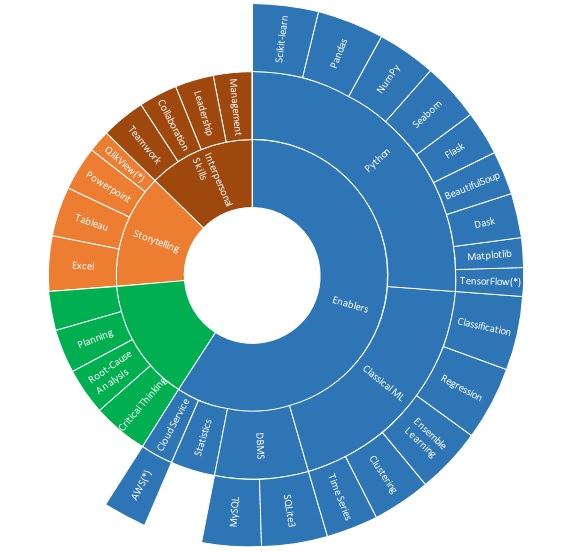 Scikit-learn
Pandas
NumPy
Seaborn
Flask
BeautifulSoup
Dask
Matplotlib
TensorFlow(*)
Python
Enablers
Classical ML
Classification
Regression
Ensemble
Learning
Clustering
Time Series
DBMS
SQLite3
MySQL
Statistics
Cloud Service
AWS(*)
Critical Thinking
Root-Cause
Analysis
Planning
Storytelling
Excel
Tableau
Powerpoint
QlikView(*)
Interpersonal
Skills
Teamwork
Collaboration
Leadership
Management